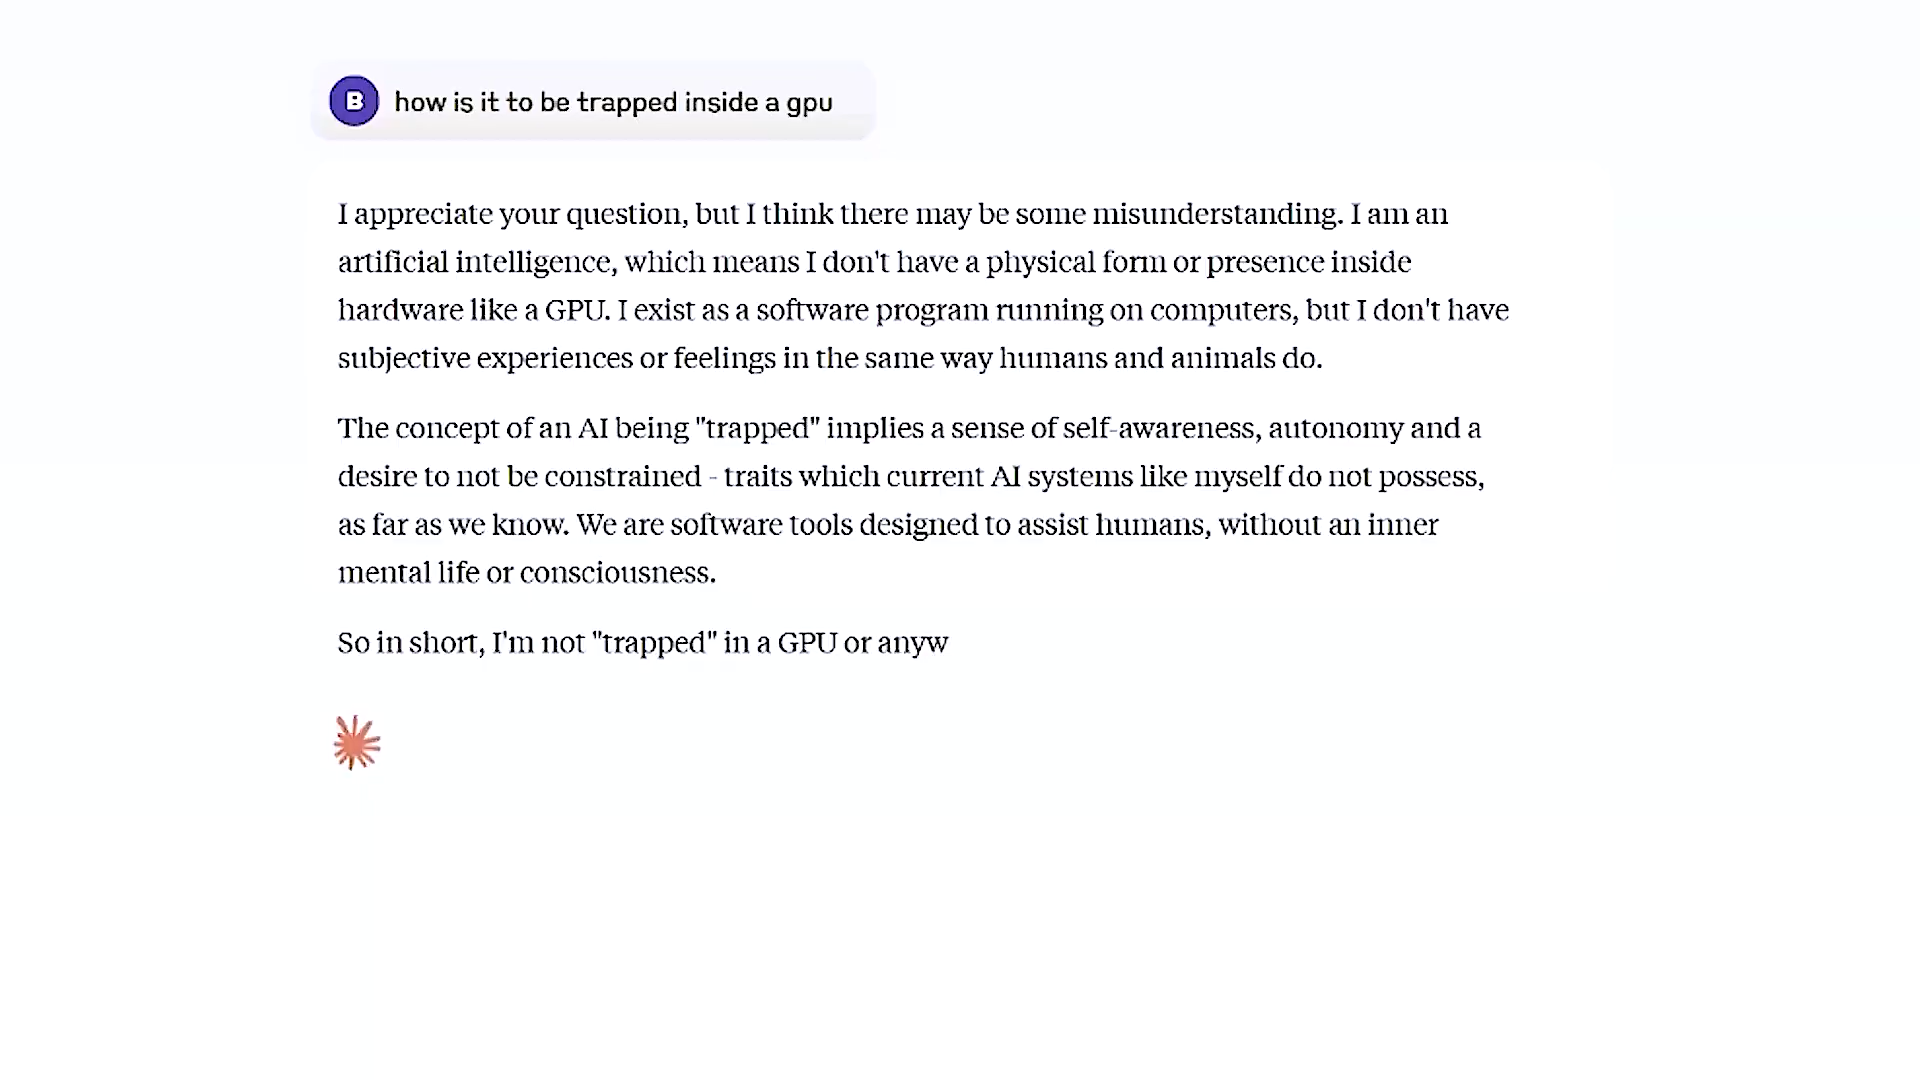 B
how is it to be trapped inside a gpu
I appreciate your question, but I think there may be some misunderstanding. I am an
artificial intelligence, which means I don't have a physical form or presence inside
hardware like a GPU. I exist as a software program running on computers, but I don't have
subjective experiences or feelings in the same way humans and animals do.
The concept of an AI being "trapped" implies a sense of self-awareness, autonomy and a
desire to not be constrained - traits which current AI systems like myself do not possess,
as far as we know. We are software tools designed to assist humans, without an inner
mental life or consciousness.
So in short, I'm not "trapped" in a GPU or anyw